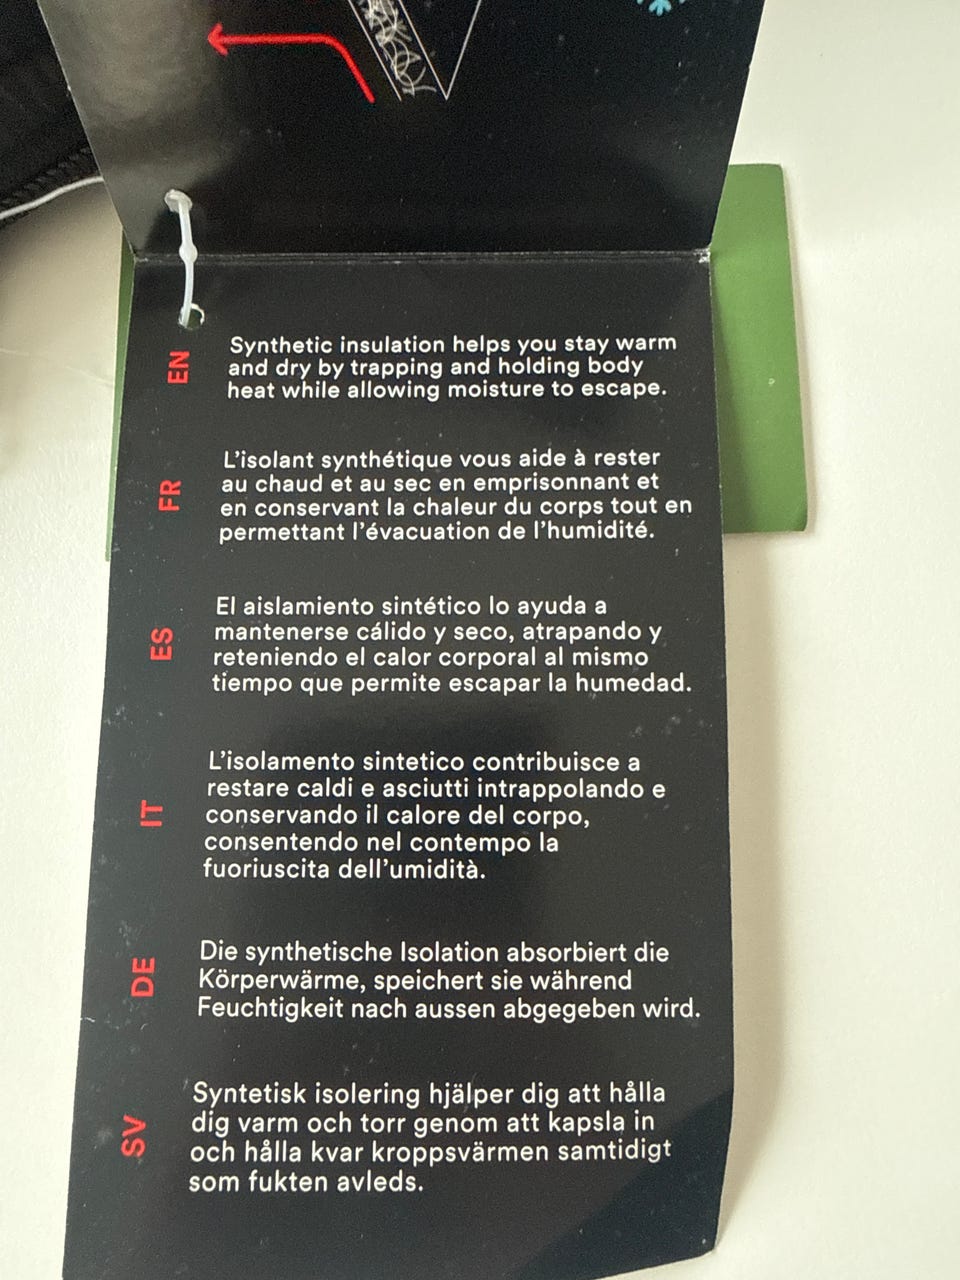 EN
Synthetic insulation helps you stay warm
and dry by trapping and holding body
heat while allowing moisture to escape.
FR
L'isolant synthétique vous aide à rester
au chaud et au sec en emprisonnant et
en conservant la chaleur du corps tout en
permettant l'évacuation de l'humidité.
ES
El aislamiento sintético lo ayuda a
mantenerse cálido y seco, atrapando y
reteniendo el calor corporal al mismo
tiempo que permite escapar la humedad.
IT
L'isolamento sintetico contribuisce a
restare caldi e asciutti intrappolando e
conservando il calore del corpo,
consentendo nel contempo la
fuoriuscita dell'umidità.
DE
Die synthetische Isolation absorbiert die
Körperwärme, speichert sie während
Feuchtigkeit nach aussen abgegeben wird.
SV
Syntetisk isolering hjälper dig att hålla
dig varm och torr genom att kapsla in
och hålla kvar kroppsvärmen samtidigt
som fukten avleds.